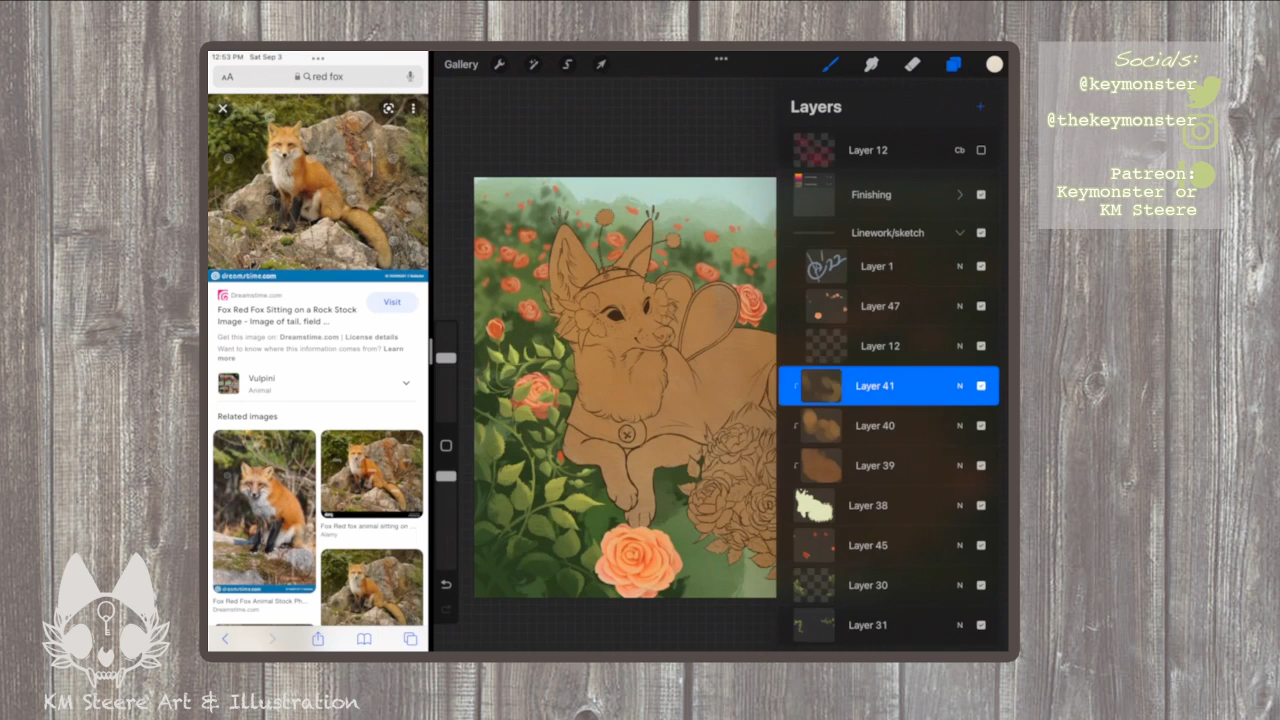 12:53 PM Sat Sep 3
AA
red fox
dreamstime.com
Dreamstime.com
Fox Red Fox Sitting on a Rock Stock
Image - Image of tail, field ...
Visit
Get this image on: Dreamstime.com | License details
Want to know where this information comes from? Learn
more
Vulpini
Animal
Related images
Fox Red fox animal sitting on ...
Alamy
Fox Red Fox Animal Stock Ph...
Dreamstime.com
Gallery
Layers
Layer 12 Cb
Finishing
Linework/sketch
Layer 1 N
Layer 47 N
Layer 12 N
Layer 41 N
Layer 40 N
Layer 39 N
Layer 38 N
Layer 45 N
Layer 30 N
Layer 31 N
Socials:
@keymonster
@thekeymonster
Patreon:
Keymonster or
KM Steere
KM Steere Art & Illustration